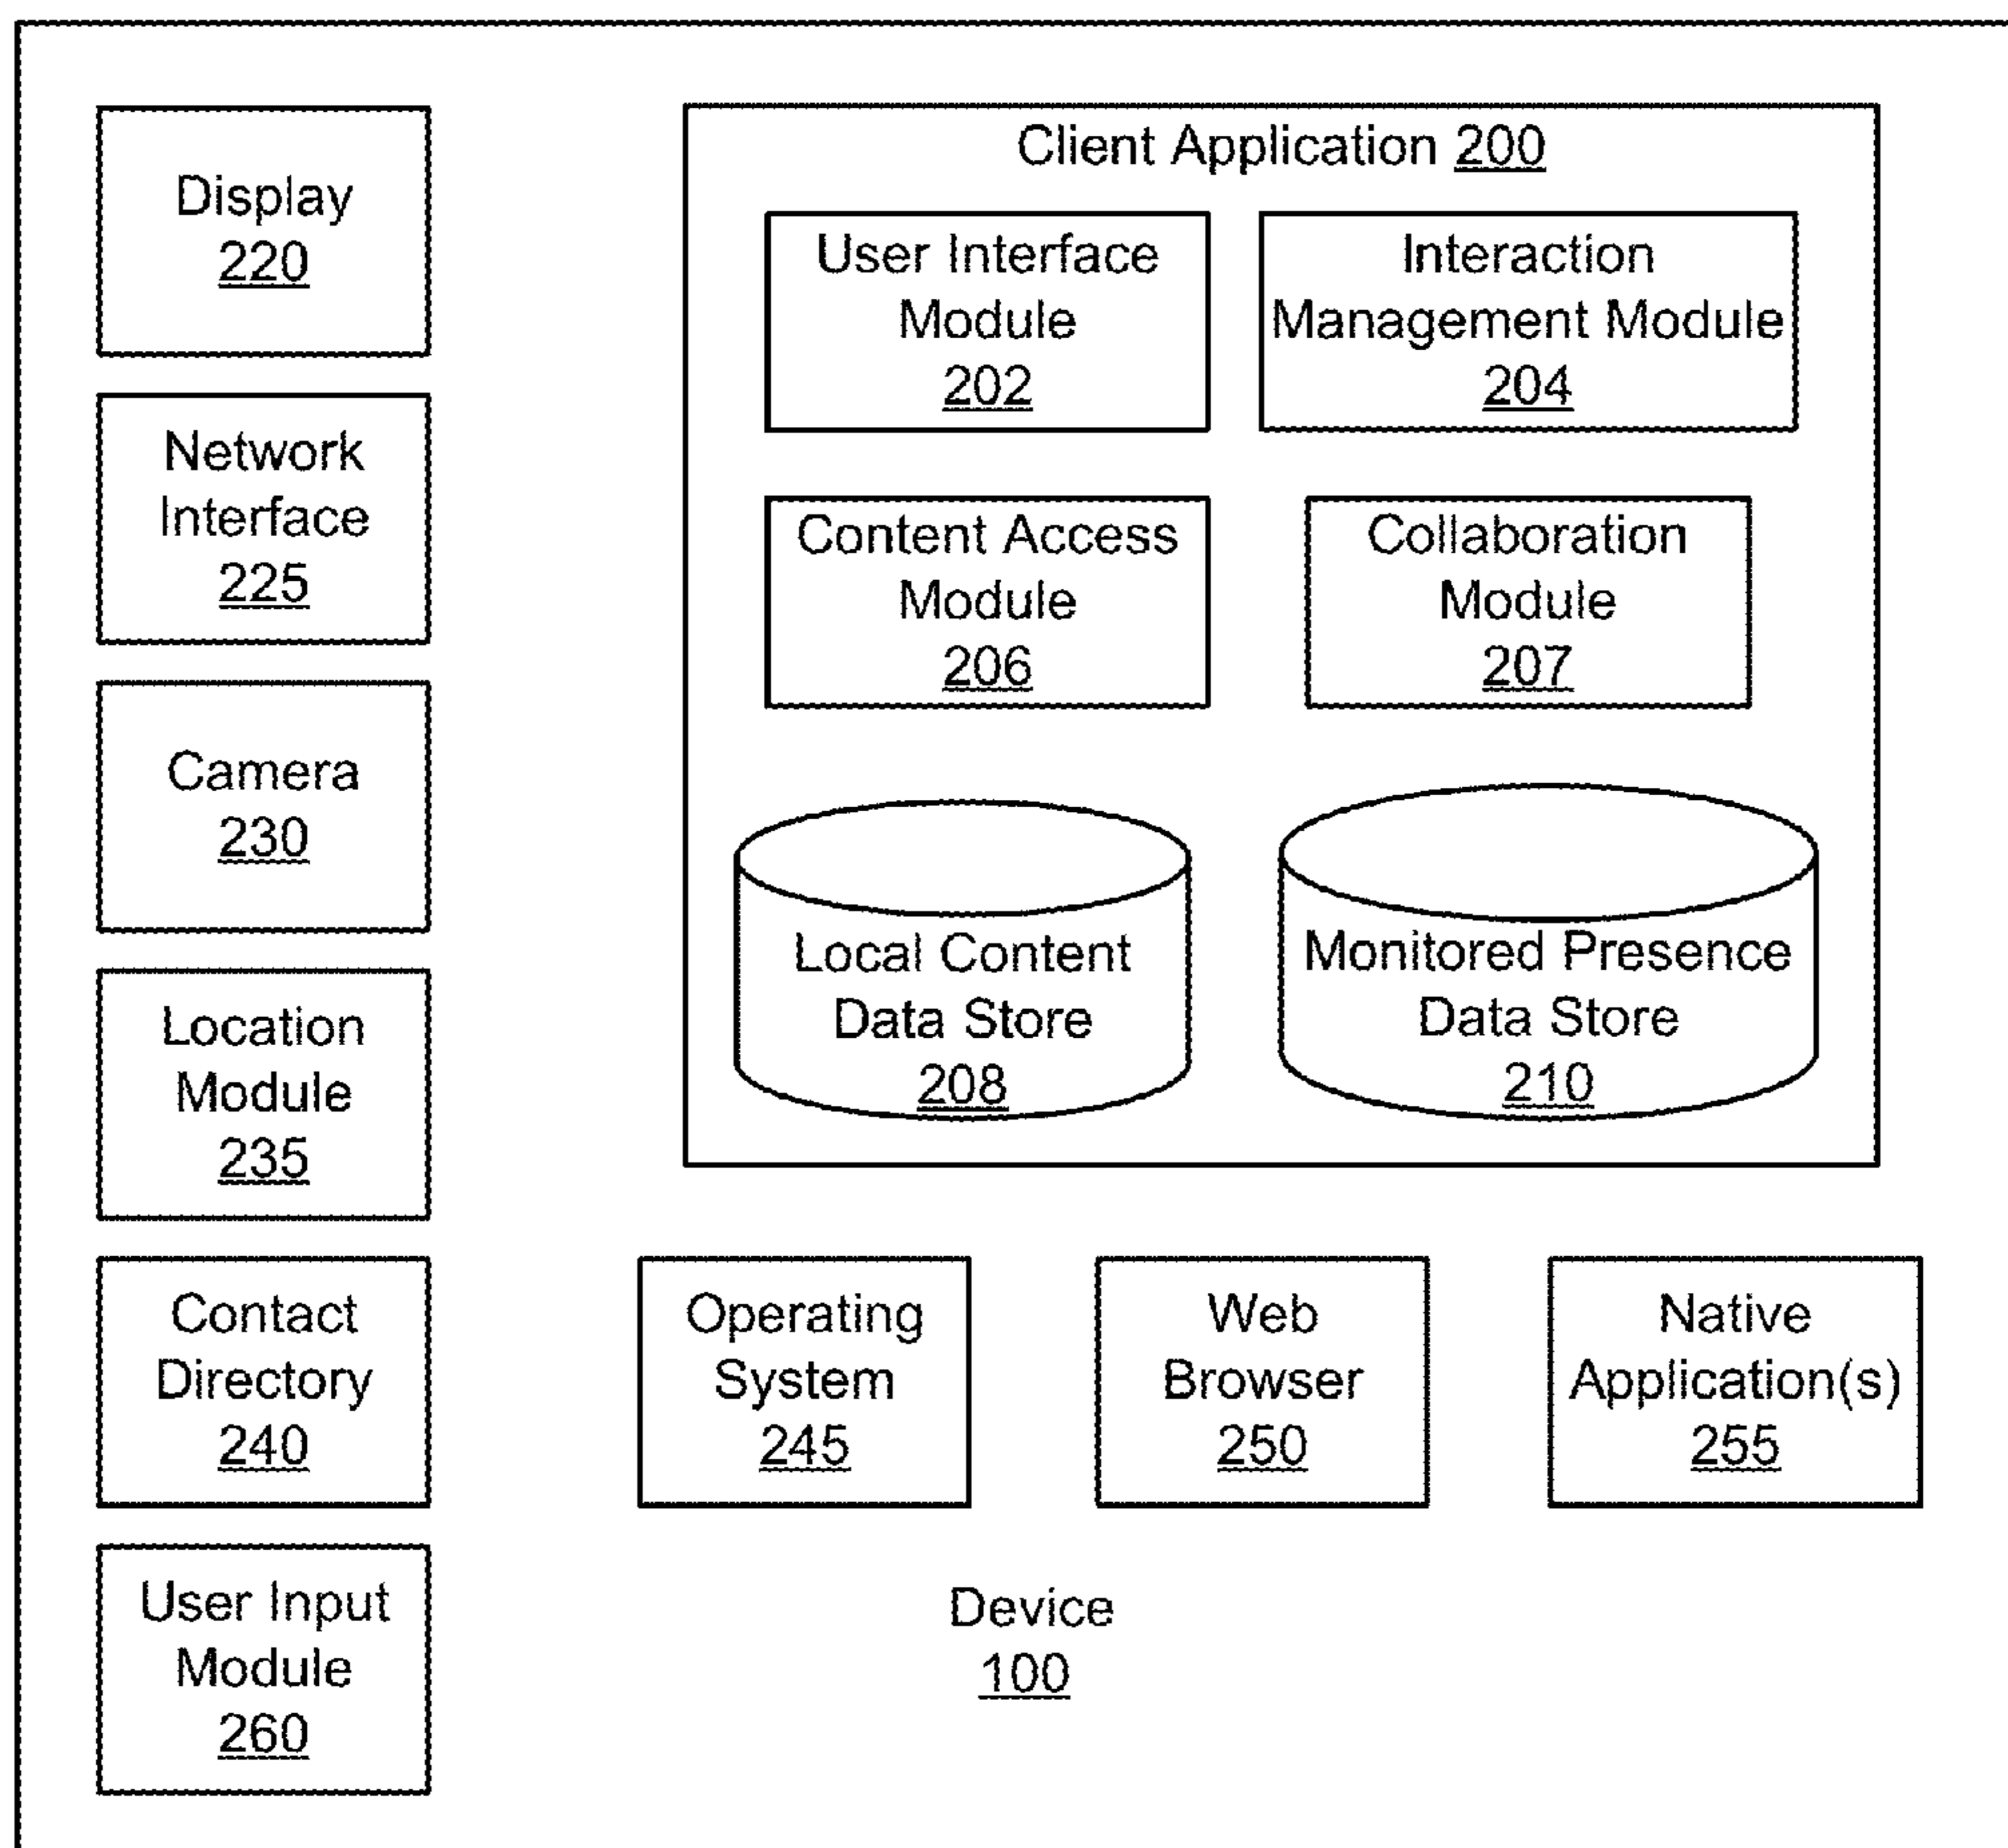 Display
220
Network
Interface
225
Camera
230
Location
Module
235
Contact
Directory
240
User Input
Module
260
Client Application 200
User Interface
Module
202
Interaction
Management Module
204
Content Access
Module
206
Collaboration
Module
207
Local Content
Data Store
208
Monitored Presence
Data Store
210
Operating
System
245
Web
Browser
250
Native
Application(s)
255
Device
100